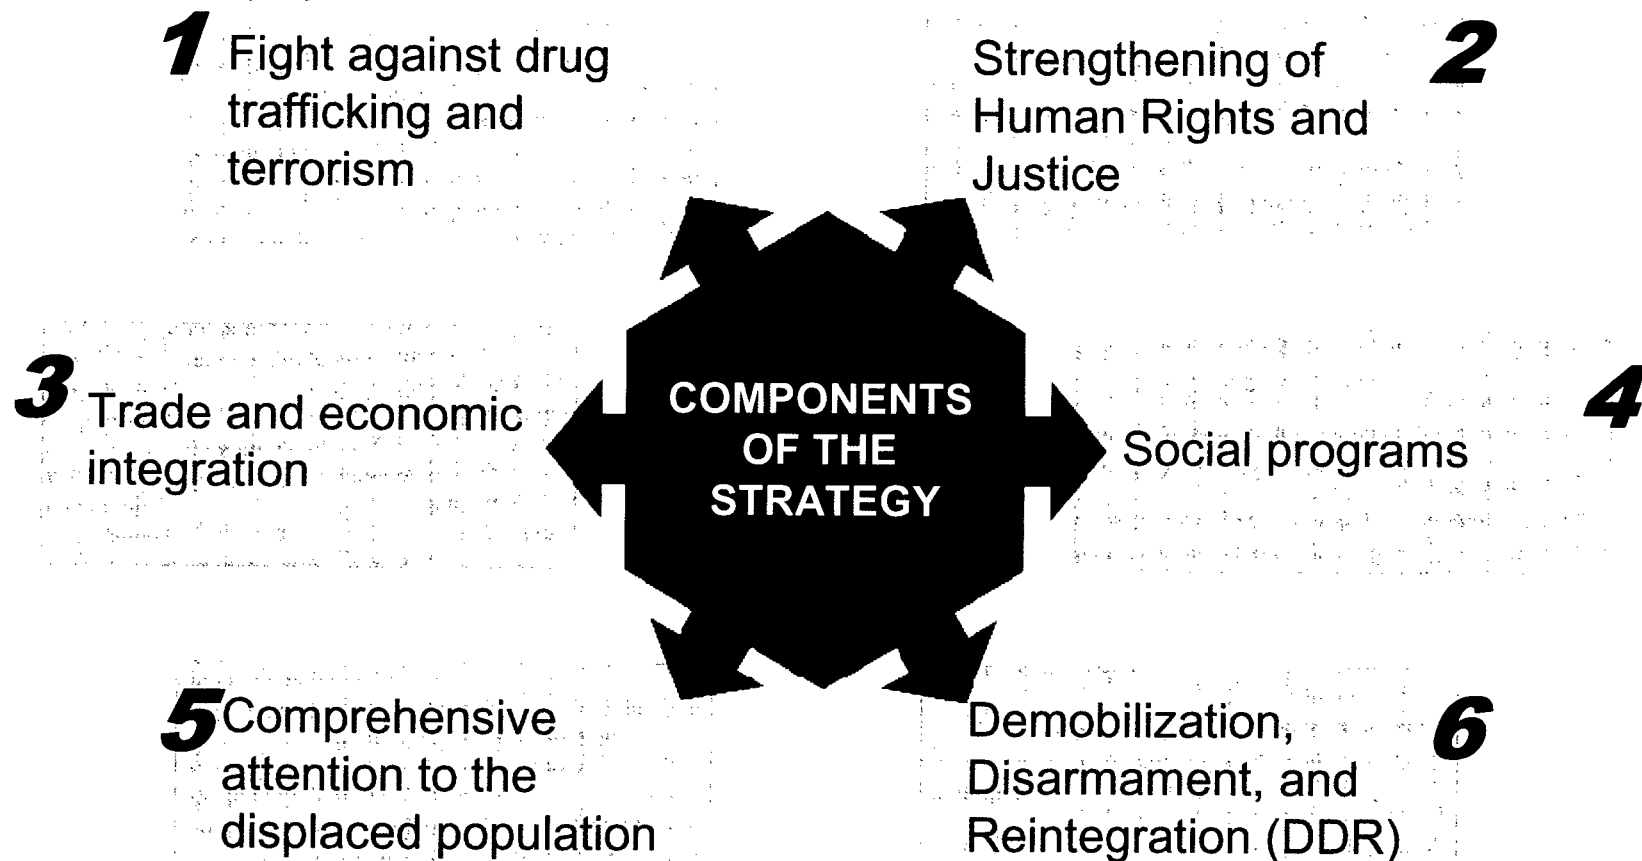 1
Fight against drug
trafficking and
terrorism
2
Strengthening of
Human Rights and
Justice
3
Trade and economic
integration
COMPONENTS
OF THE
STRATEGY
4
Social programs
5
Comprehensive
attention to the
displaced population
6
Demobilization,
Disarmament, and
Reintegration (DDR)